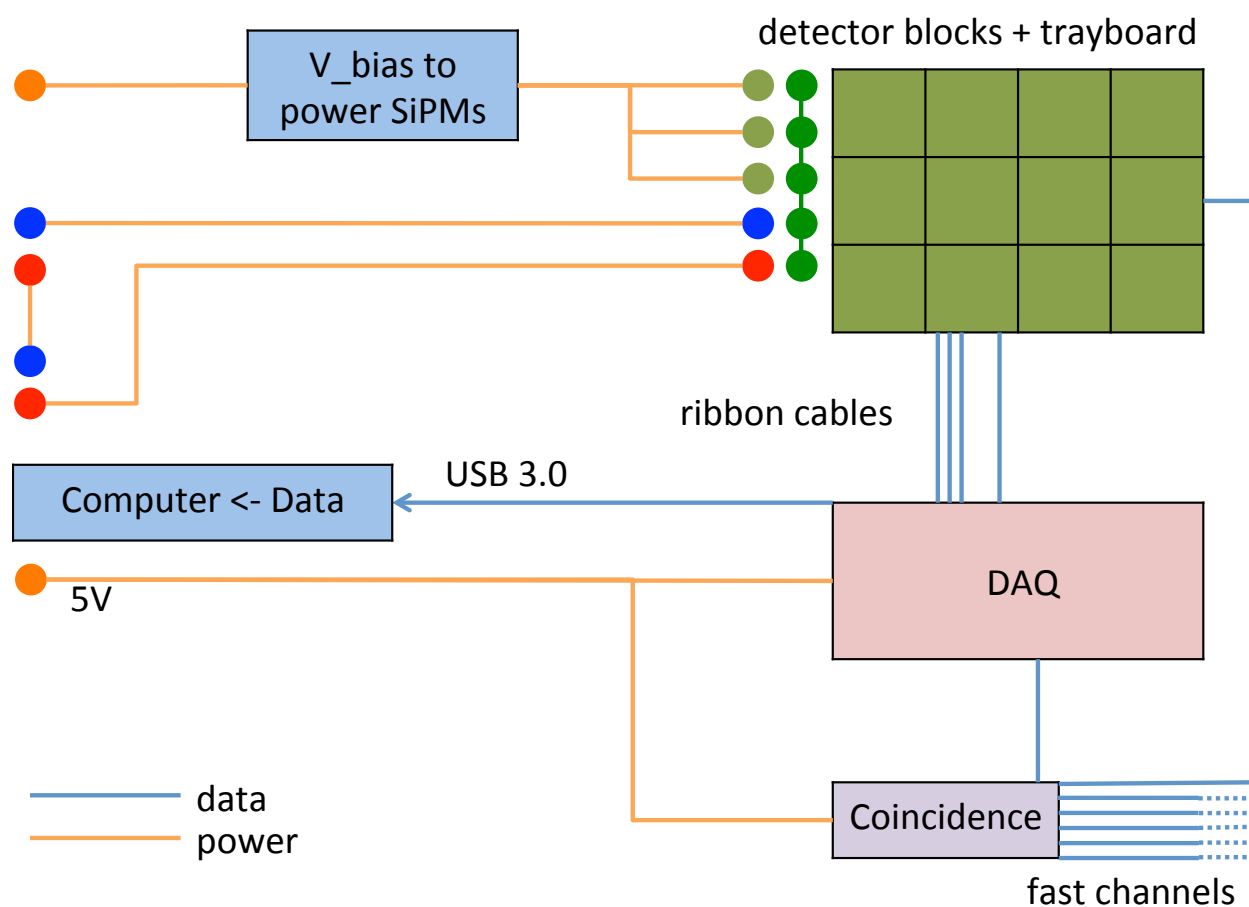 detector blocks + trayboard
V_bias to
power SiPMs
ribbon cables
USB 3.0
Computer <- Data
5V
DAQ
data
power
Coincidence
fast channels